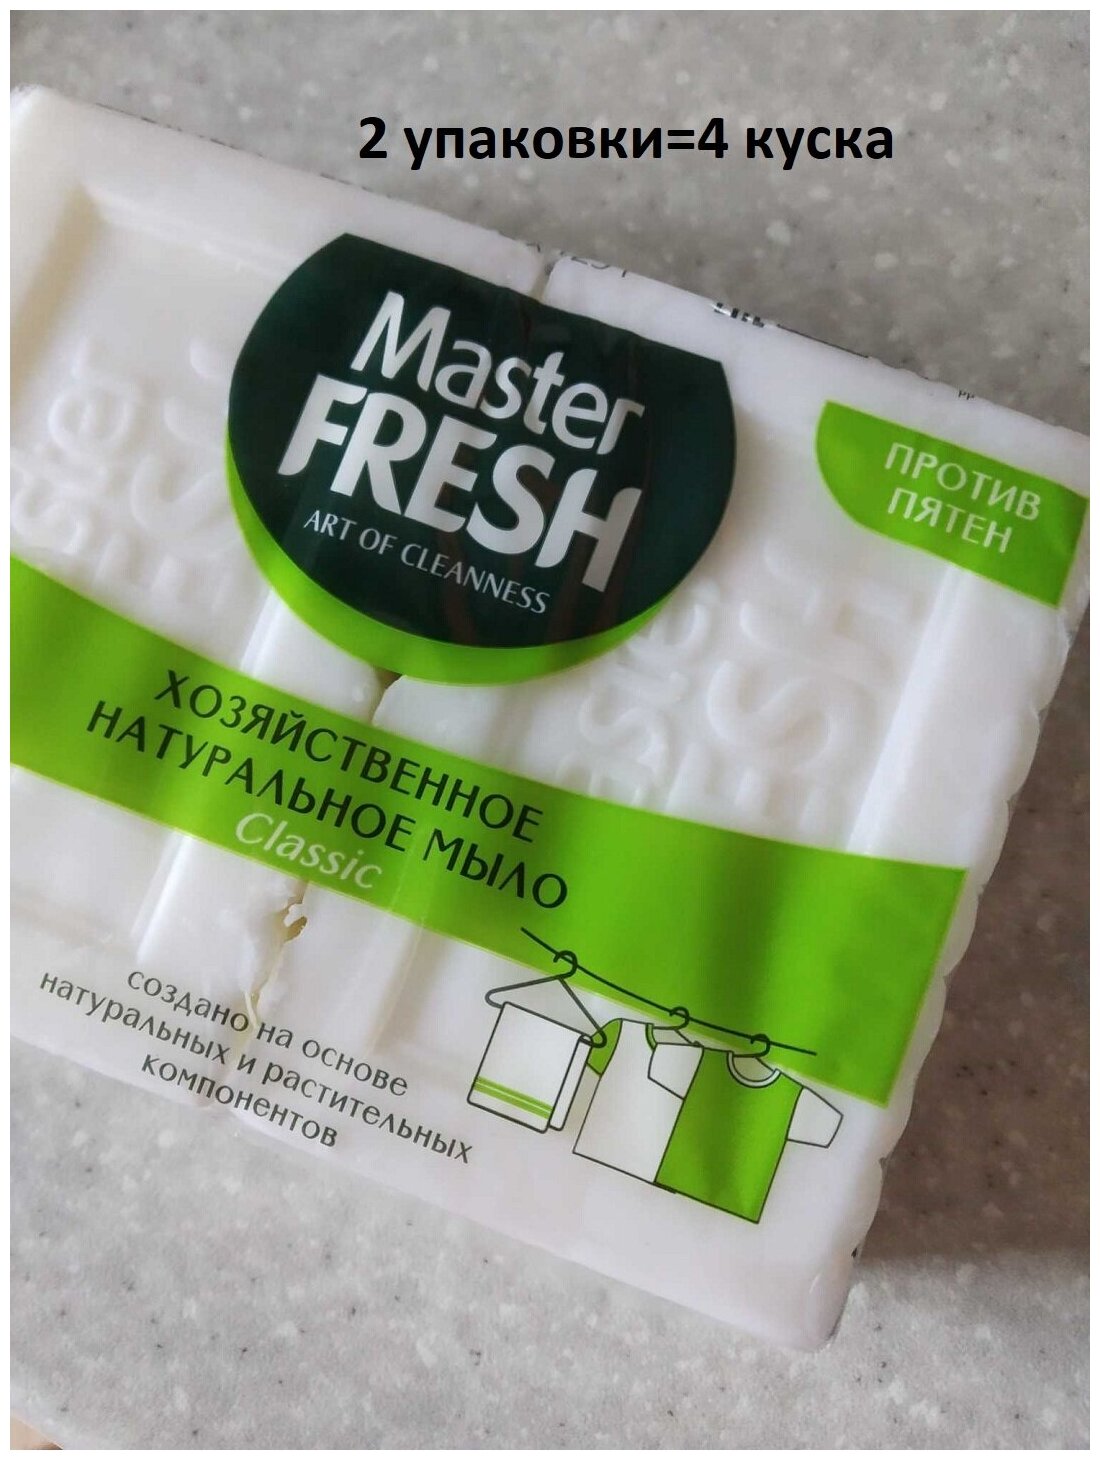 2 упаковки=4 куска
Master
FRESH
ART OF CLEANNESS
ПРОТИВ
ПЯТЕН
ХОЗЯЙСТВЕННОЕ
НАТУРАЛЬНОЕ МЫЛО
Classic
создано на основе
натуральных и растительных
компонентов